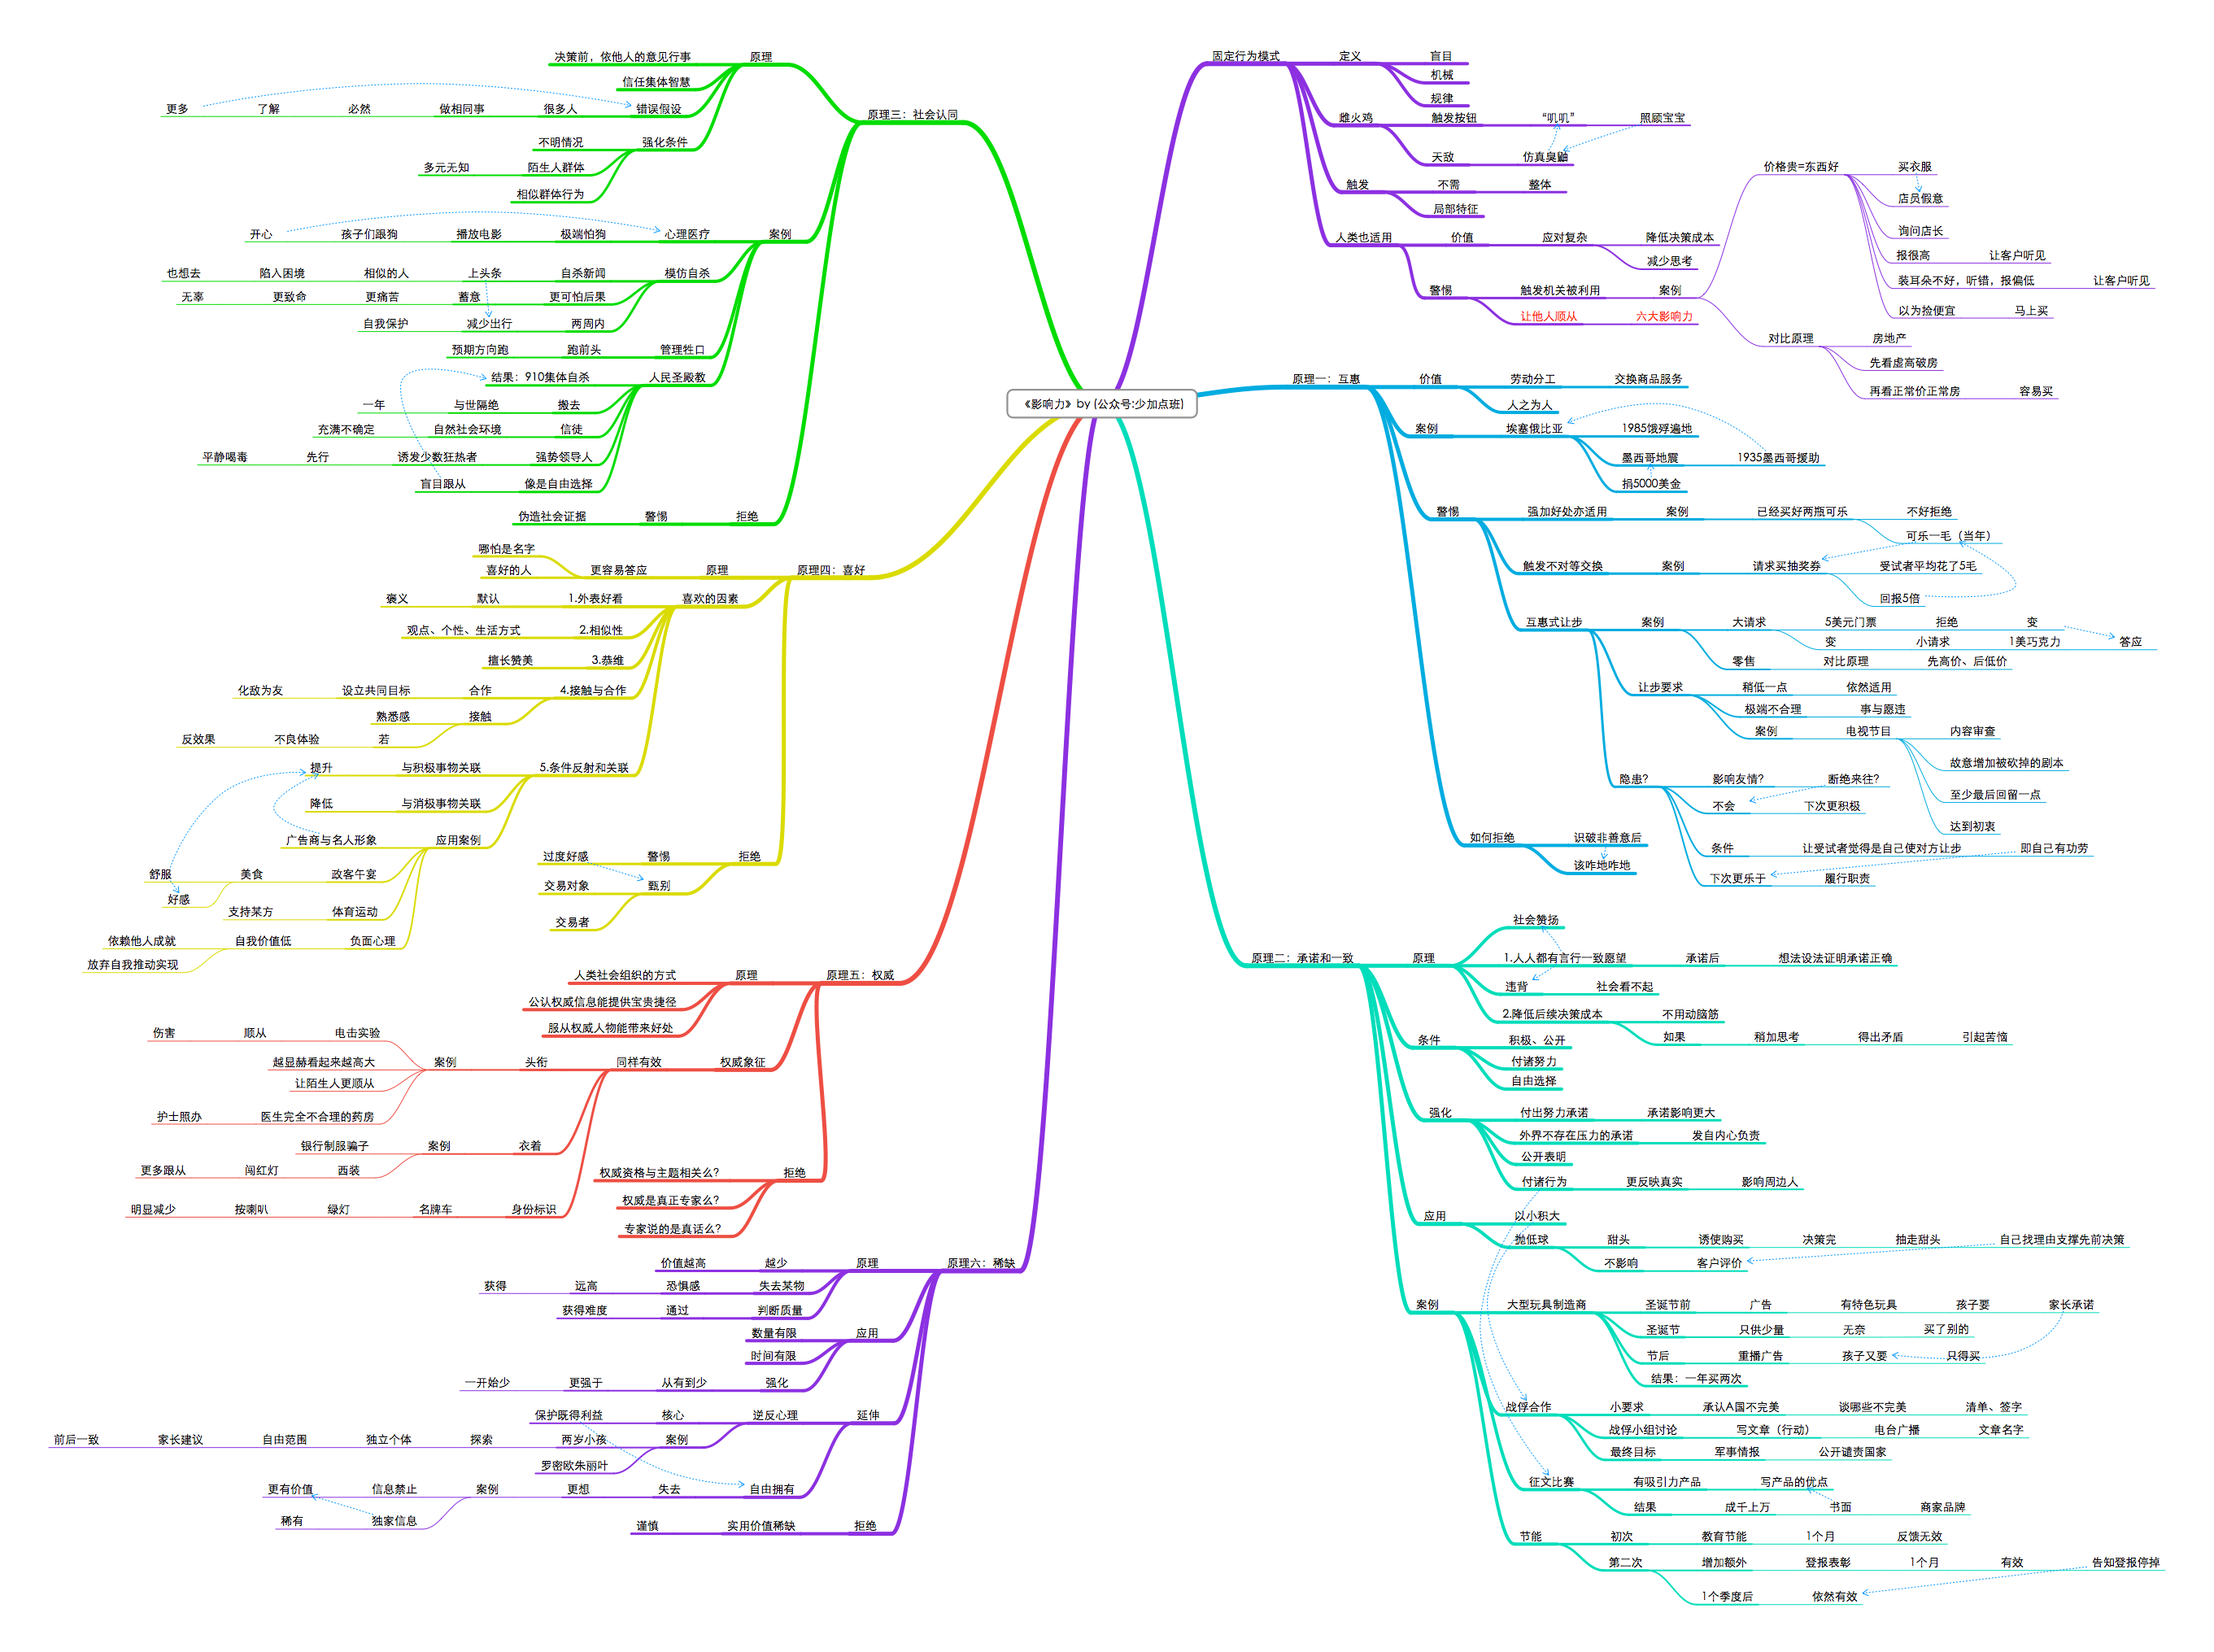 《影响力》by (公众号:少加点班)
固定行为模式
定义
盲目
机械
规律
雌火鸡
触发按钮
“叽叽”
照顾宝宝
天敌
仿真臭鼬
触发
不需
整体
局部特征
人类也适用
价值
应对复杂
降低决策成本
减少思考
警惕
触发机关被利用
案例
价格贵=东西好
买衣服
店员假意
询问店长
报很高
让客户听见
装耳朵不好，听错，报偏低
让客户听见
以为捡便宜
马上买
对比原理
房地产
先看虚高破房
再看正常价正常房
容易买
让他人顺从
六大影响力
原理一：互惠
价值
劳动分工
交换商品服务
人之为人
案例
埃塞俄比亚
1985饿殍遍地
墨西哥地震
1935墨西哥援助
捐5000美金
警惕
强加好处亦适用
案例
已经买好两瓶可乐
不好拒绝
可乐一毛（当年）
触发不对等交换
案例
请求买抽奖券
受试者平均花了5毛
回报5倍
互惠式让步
案例
大请求
5美元门票
拒绝
变
变
小请求
1美巧克力
答应
零售
对比原理
先高价、后低价
让步要求
稍低一点
依然适用
极端不合理
事与愿违
案例
电视节目
内容审查
故意增加被砍掉的剧本
至少最后回留一点
达到初衷
隐患?
影响友情?
断绝来往?
不会
下次更积极
条件
让受试者觉得是自己使对方让步
即自己有功劳
下次更乐于
履行职责
如何拒绝
识破非善意后
该咋地咋地
原理二：承诺和一致
原理
社会赞扬
1.人人都有言行一致愿望
承诺后
想法设法证明承诺正确
违背
社会看不起
2.降低后续决策成本
不用动脑筋
如果
稍加思考
得出矛盾
引起苦恼
条件
积极、公开
付诸努力
自由选择
强化
付出努力承诺
承诺影响更大
外界不存在压力的承诺
发自内心负责
公开表明
付诸行为
更反映真实
影响周边人
应用
以小积大
抛低球
甜头
诱使购买
决策完
抽走甜头
自己找理由支撑先前决策
不影响
客户评价
案例
大型玩具制造商
圣诞节前
广告
有特色玩具
孩子要
家长承诺
圣诞节
只供少量
无奈
买了别的
节后
重播广告
孩子又要
只得买
结果：一年买两次
战俘合作
小要求
承认A国不完美
谈哪些不完美
清单、签字
战俘小组讨论
写文章（行动）
电台广播
文章名字
最终目标
军事情报
公开谴责国家
征文比赛
有吸引力产品
写产品的优点
结果
成千上万
书面
商家品牌
节能
初次
教育节能
1个月
反馈无效
第二次
增加额外
登报表彰
1个月
有效
告知登报停掉
1个季度后
依然有效
原理三：社会认同
原理
决策前，依他人的意见行事
信任集体智慧
错误假设
很多人
做相同事
必然
了解
更多
强化条件
不明情况
陌生人群体
多元无知
相似群体行为
案例
心理医疗
极端怕狗
播放电影
孩子们跟狗
开心
模仿自杀
自杀新闻
上头条
相似的人
陷入困境
也想去
更可怕后果
蓄意
更痛苦
更致命
无辜
两周内
减少出行
自我保护
管理牲口
跑前头
预期方向跑
人民圣殿教
结果：910集体自杀
搬去
与世隔绝
一年
信徒
自然社会环境
充满不确定
强势领导人
诱发少数狂热者
先行
平静喝毒
像是自由选择
盲目跟从
拒绝
警惕
伪造社会证据
原理四：喜好
原理
更容易答应
哪怕是名字
喜好的人
喜欢的因素
1.外表好看
默认
褒义
2.相似性
观点、个性、生活方式
3.恭维
擅长赞美
4.接触与合作
合作
设立共同目标
化敌为友
接触
熟悉感
若
不良体验
反效果
5.条件反射和关联
与积极事物关联
提升
与消极事物关联
降低
应用案例
广告商与名人形象
政客午宴
美食
舒服
好感
体育运动
支持某方
负面心理
自我价值低
依赖他人成就
放弃自我推动实现
拒绝
警惕
过度好感
甄别
交易对象
交易者
原理五：权威
原理
人类社会组织的方式
公认权威信息能提供宝贵捷径
服从权威人物能带来好处
权威象征
同样有效
头衔
案例
电击实验
顺从
伤害
越显赫看起来越高大
让陌生人更顺从
医生完全不合理的药房
护士照办
衣着
案例
银行制服骗子
西装
闯红灯
更多跟从
身份标识
名牌车
绿灯
按喇叭
明显减少
拒绝
权威资格与主题相关么?
权威是真正专家么?
专家说的是真话么?
原理六：稀缺
原理
越少
价值越高
失去某物
恐惧感
远高
获得
判断质量
通过
获得难度
应用
数量有限
时间有限
强化
从有到少
更强于
一开始少
延伸
逆反心理
核心
保护既得利益
案例
两岁小孩
探索
独立个体
自由范围
家长建议
前后一致
罗密欧朱丽叶
自由拥有
失去
更想
案例
信息禁止
更有价值
独家信息
稀有
拒绝
实用价值稀缺
谨慎